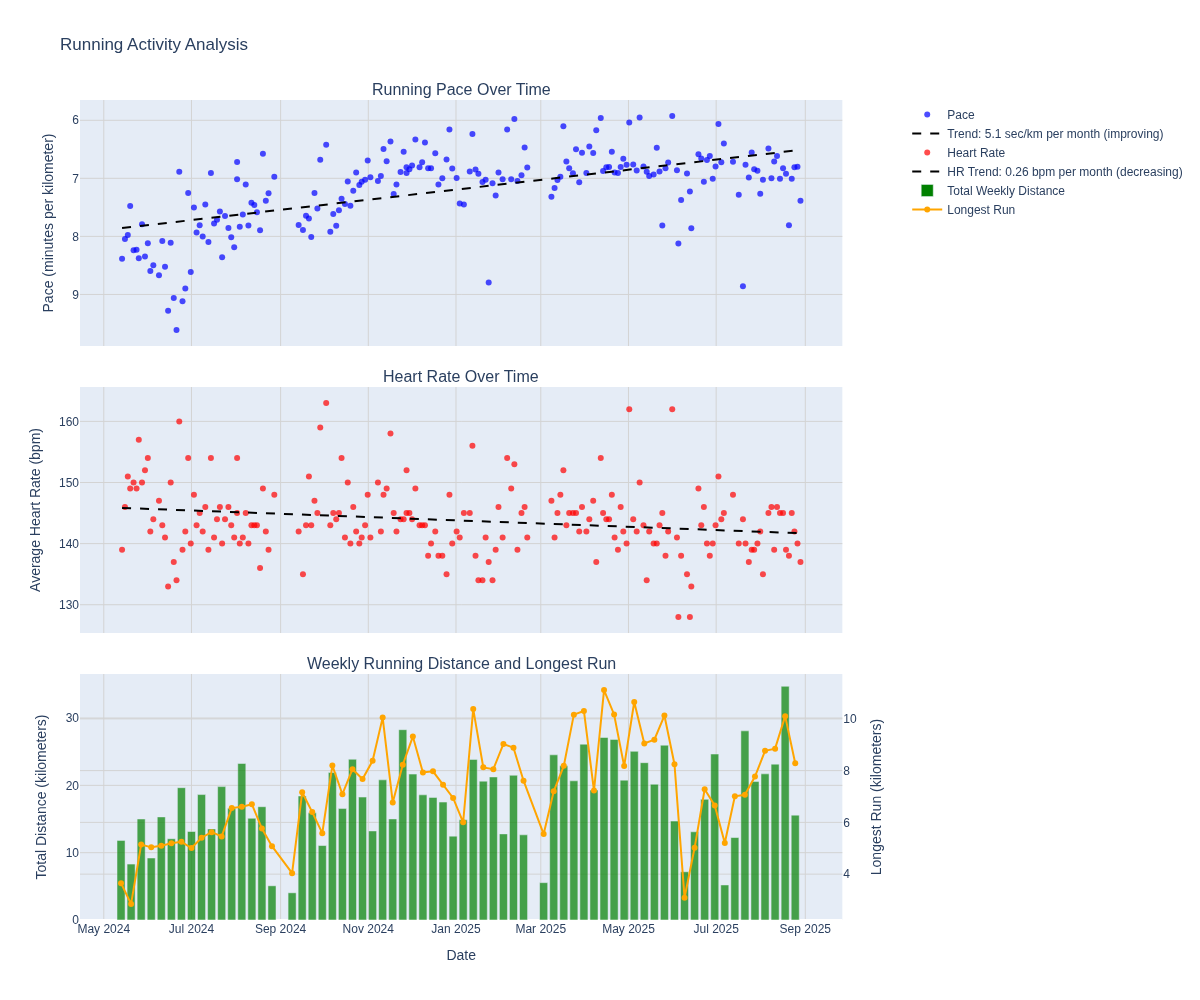 Running Activity Analysis
Running Pace Over Time
6
7
8
9
Pace (minutes per kilometer)
Pace
Trend: 5.1 sec/km per month (improving)
Heart Rate
HR Trend: 0.26 bpm per month (decreasing)
Total Weekly Distance
Longest Run
Heart Rate Over Time
160
150
140
130
Average Heart Rate (bpm)
Weekly Running Distance and Longest Run
30
20
10
0
Total Distance (kilometers)
10
8
6
4
Longest Run (kilometers)
May 2024
Jul 2024
Sep 2024
Nov 2024
Jan 2025
Mar 2025
May 2025
Jul 2025
Sep 2025
Date